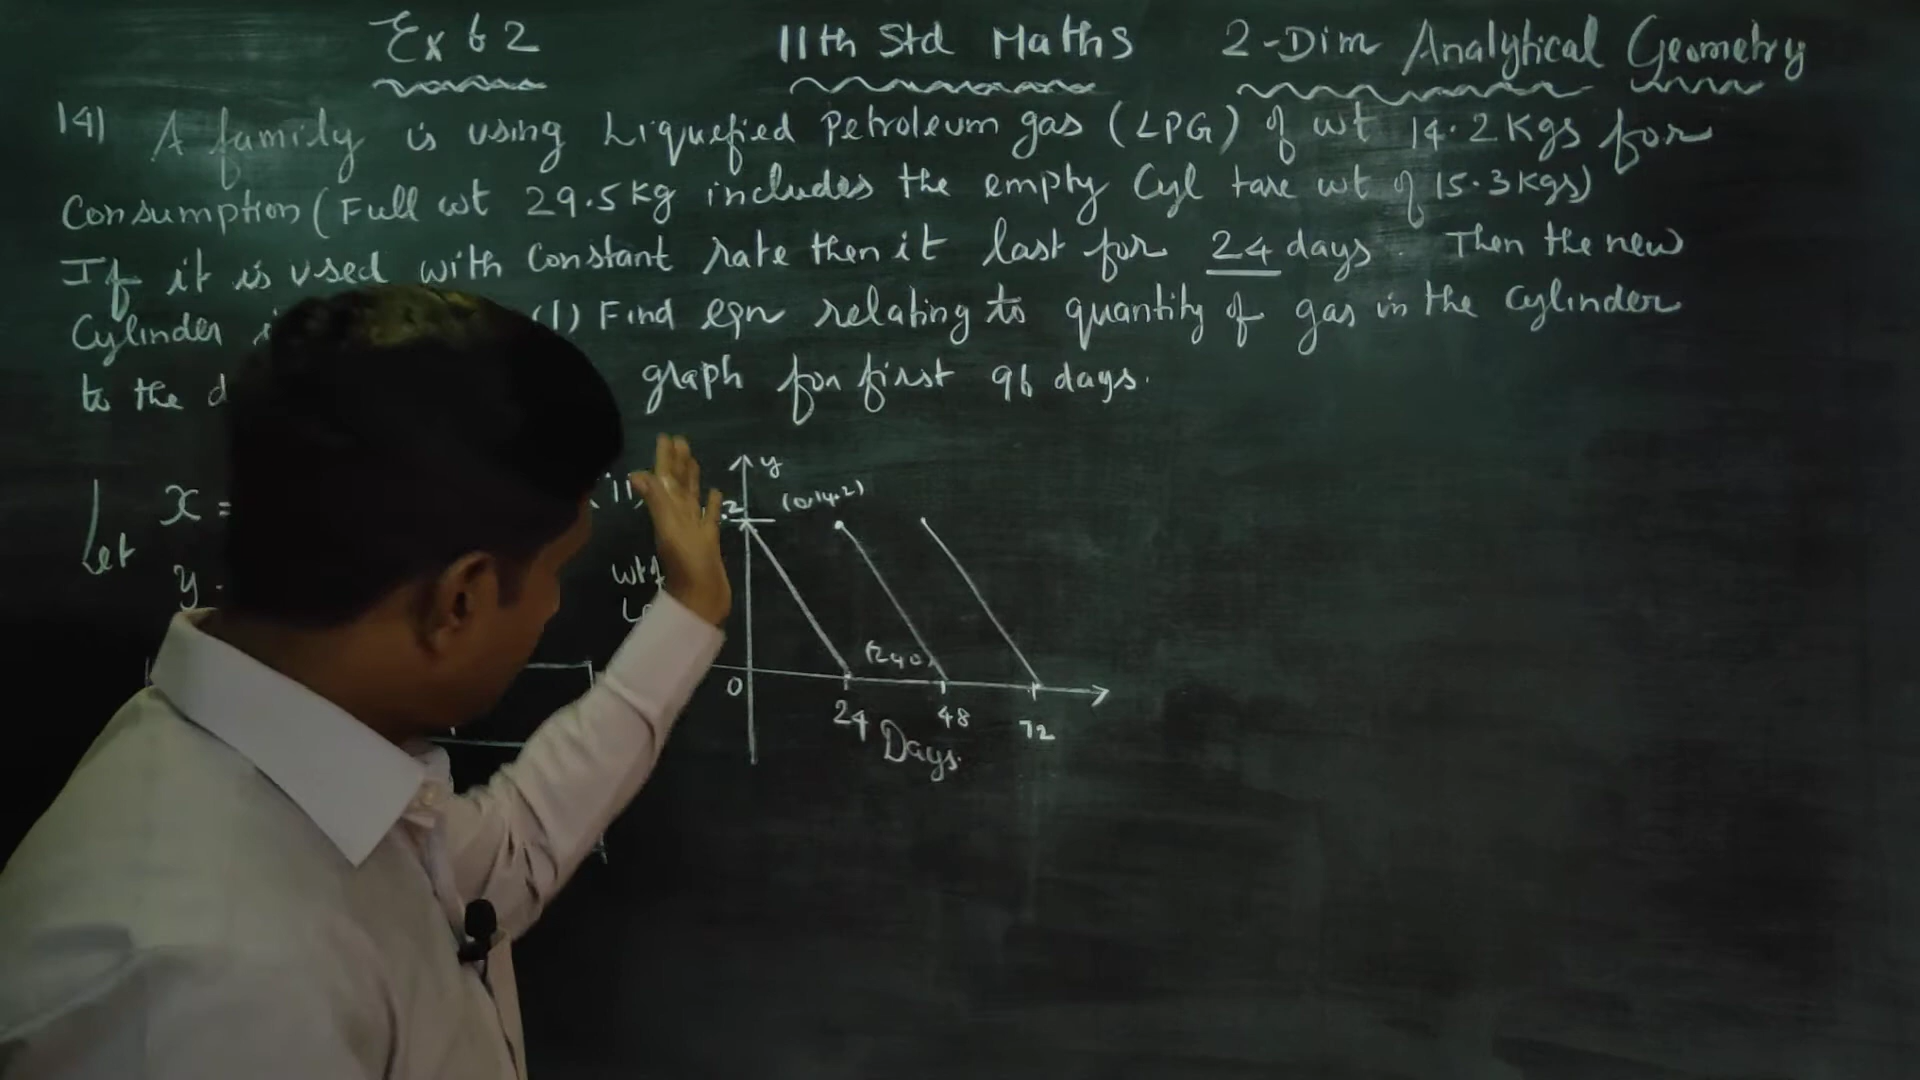 Ex 6 2
11th Std Maths
2-Dim Analytical Geometry
14) A family is using Liquefied Petroleum gas (LPG) of wt 14.2 Kgs for
Consumption (Full wt 29.5 kg includes the empty Cyl tare wt of 15.3 kgs)
If it is used with constant rate then it last for 24 days. Then the new
Cylinder (1) Find eqn relating to quantity of gas in the cylinder
to the graph for first 96 days.
Let x =
y
(ii)
y
.2
(0,14.2)
wt of
(24,0)
0
24
48
72
Days.